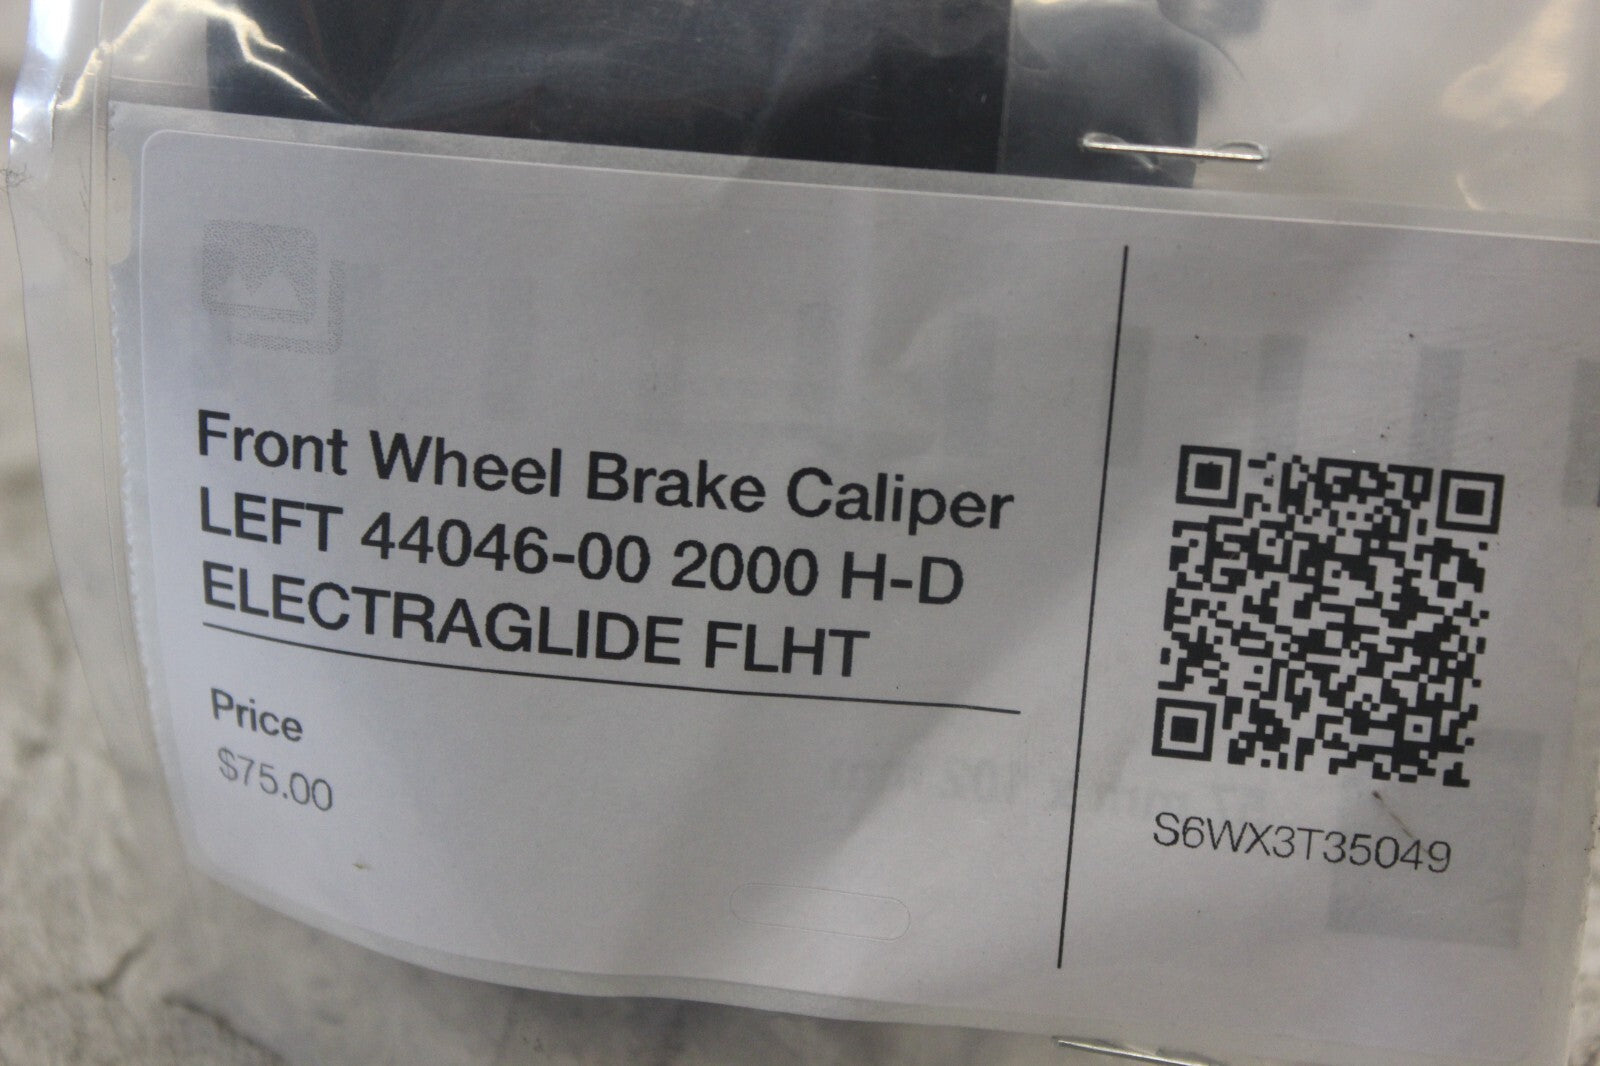 Front Wheel Brake Caliper
LEFT 44046-00 2000 H-D
ELECTRAGLIDE FLHT
Price
$75.00
S6WX3T35049